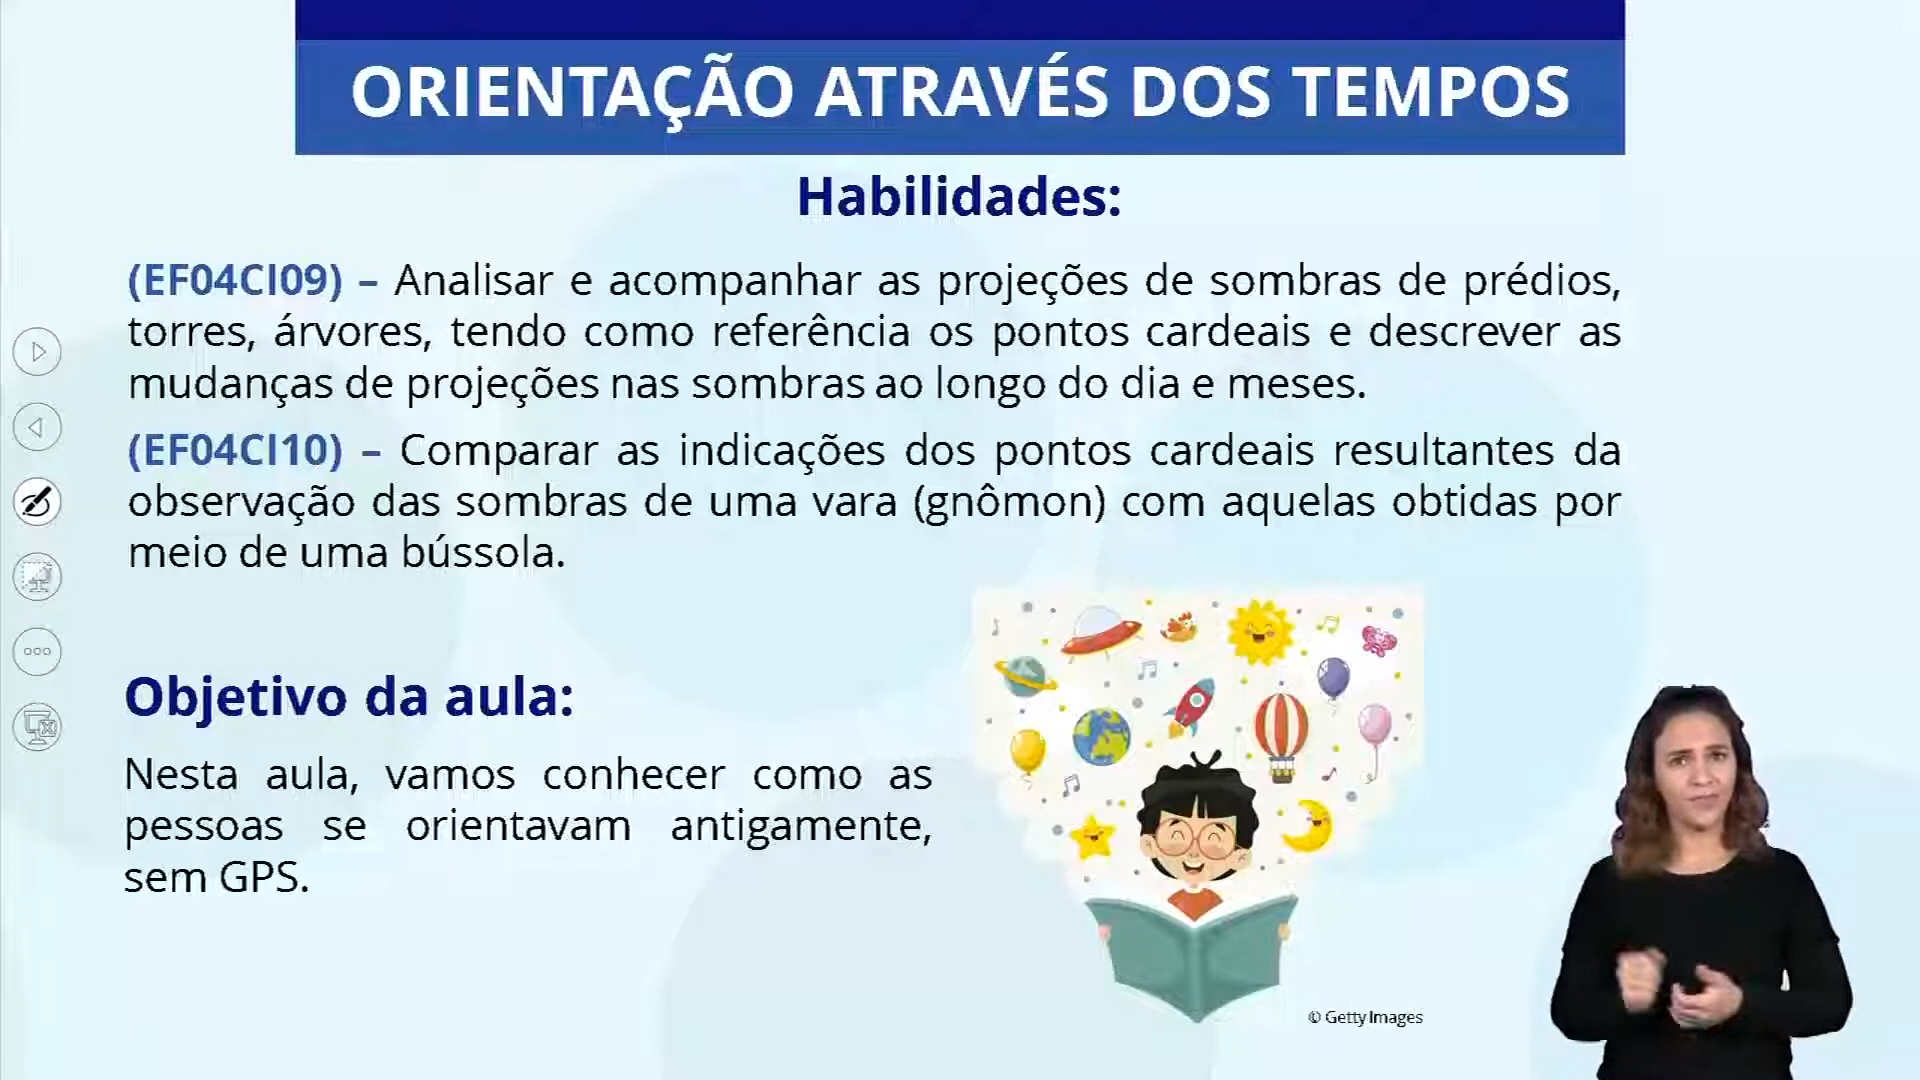 ORIENTAÇÃO ATRAVÉS DOS TEMPOS
Habilidades:
(EF04CI09) – Analisar e acompanhar as projeções de sombras de prédios,
torres, árvores, tendo como referência os pontos cardeais e descrever as
mudanças de projeções nas sombras ao longo do dia e meses.
(EF04CI10) – Comparar as indicações dos pontos cardeais resultantes da
observação das sombras de uma vara (gnômon) com aquelas obtidas por
meio de uma bússola.
Objetivo da aula:
Nesta aula, vamos conhecer como as
pessoas se orientavam antigamente,
sem GPS.
© Getty Images